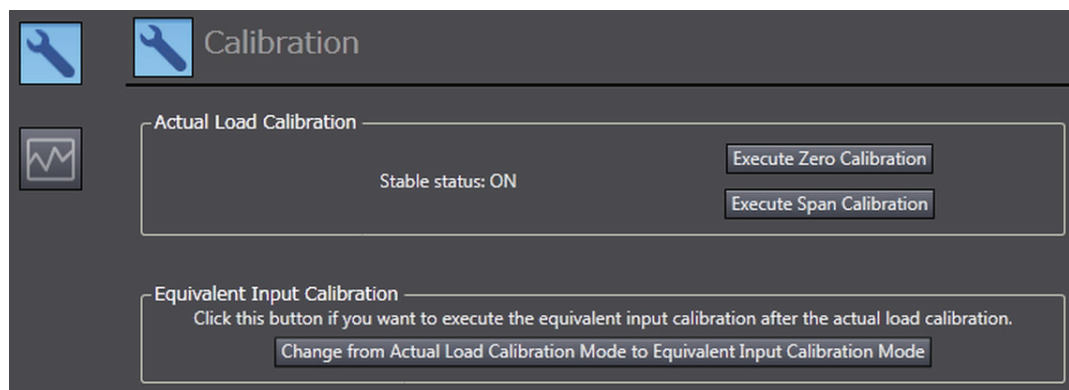 Calibration
Actual Load Calibration
Execute Zero Calibration
Stable status: ON
Execute Span Calibration
Equivalent Input Calibration
Click this button if you want to execute the equivalent input calibration after the actual load calibration.
Change from Actual Load Calibration Mode to Equivalent Input Calibration Mode